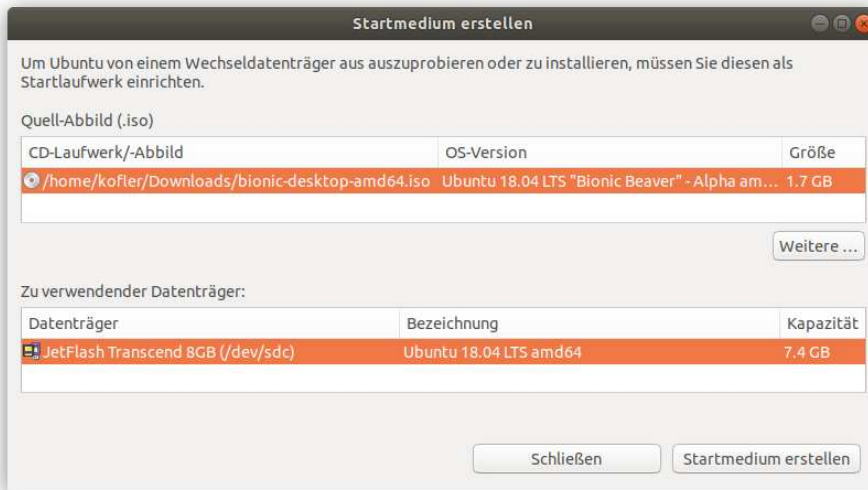 Startmedium erstellen
Um Ubuntu von einem Wechseldatenträger aus auszuprobieren oder zu installieren, müssen Sie diesen als
Startlaufwerk einrichten.
Quell-Abbild (.iso)
CD-Laufwerk/-Abbild OS-Version Größe
/home/kofler/Downloads/bionic-desktop-amd64.iso Ubuntu 18.04 LTS "Bionic Beaver" - Alpha am... 1.7 GB
Weitere ...
Zu verwendender Datenträger:
Datenträger Bezeichnung Kapazität
JetFlash Transcend 8GB (/dev/sdc) Ubuntu 18.04 LTS amd64 7.4 GB
Schließen Startmedium erstellen